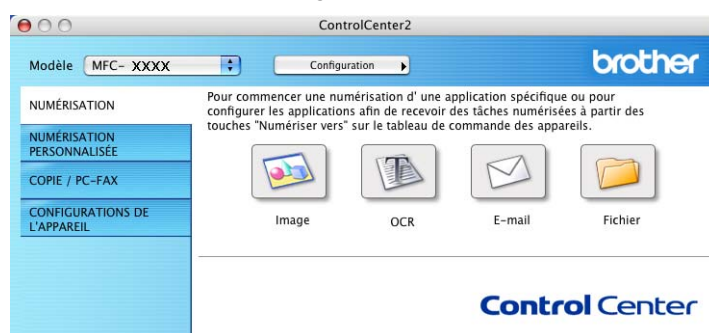 ControlCenter2
Modèle MFC- XXXX Configuration brother
NUMÉRISATION
NUMÉRISATION
PERSONNALISÉE
COPIE / PC-FAX
CONFIGURATIONS DE
L'APPAREIL
Pour commencer une numérisation d' une application spécifique ou pour
configurer les applications afin de recevoir des tâches numérisées à partir des
touches "Numériser vers" sur le tableau de commande des appareils.
Image OCR E-mail Fichier
Control Center